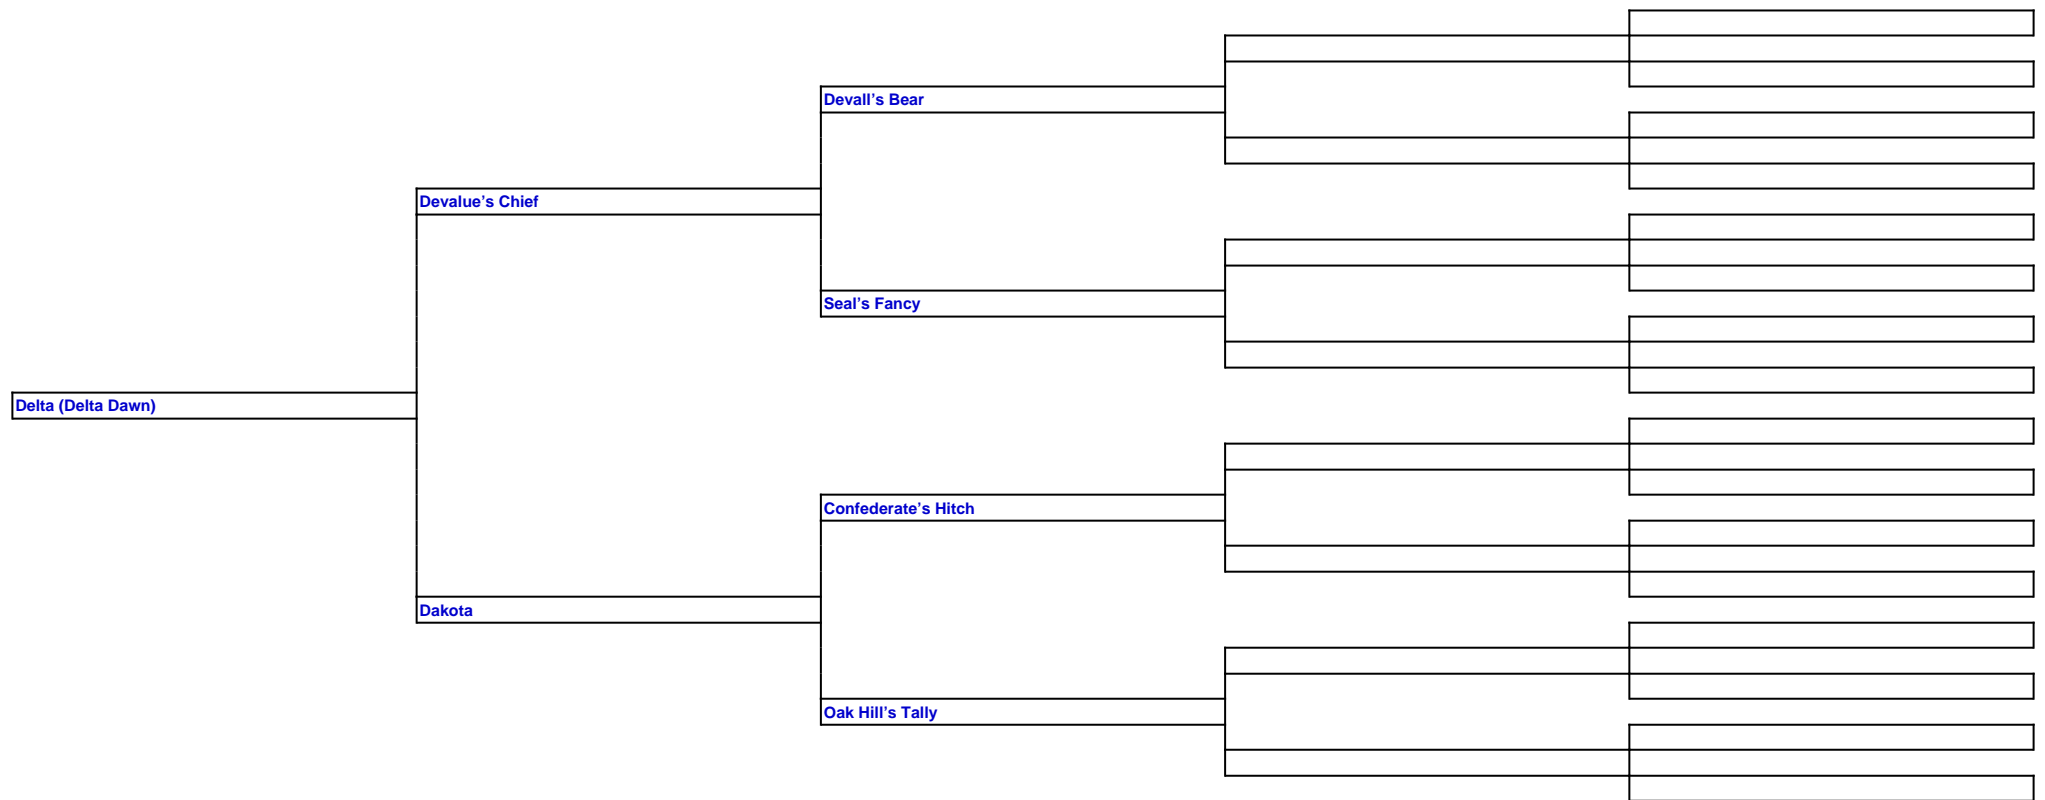 Devall’s Bear
Devalue’s Chief
Seal’s Fancy
Delta (Delta Dawn)
Confederate’s Hitch
Dakota
Oak Hill’s Tally